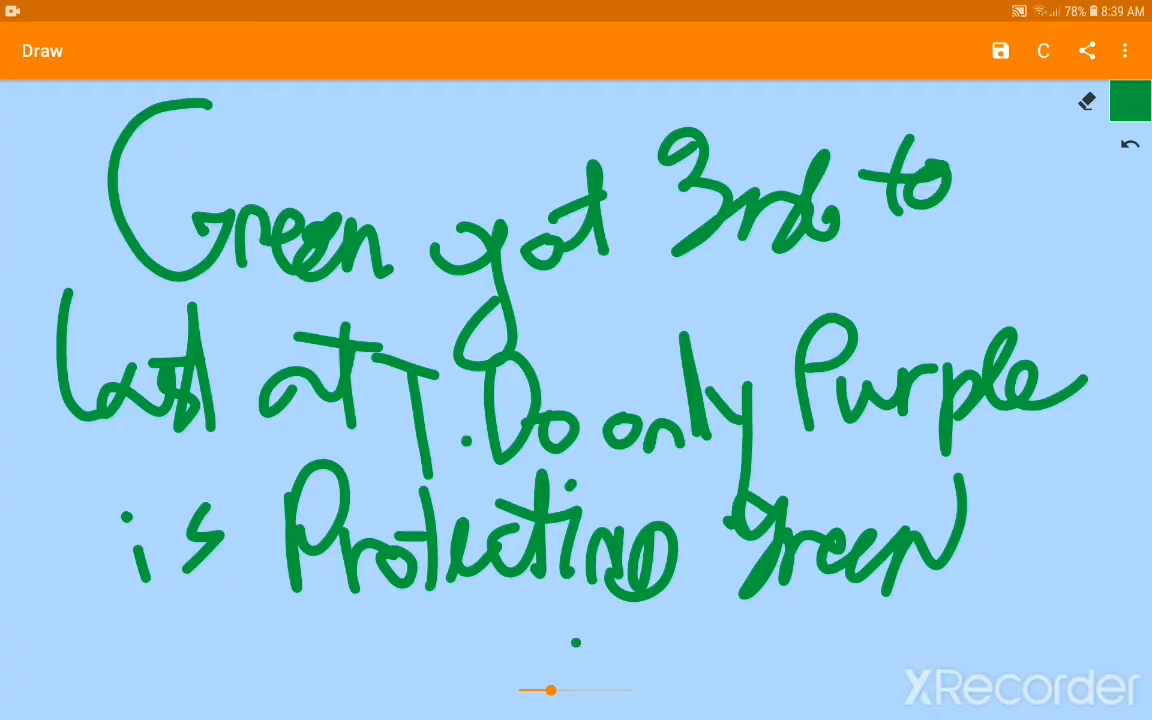 78% 8:39 AM
Draw
C
Green got 3rd to
last at T.Do only Purple
is Protecting green
.
XRecorder